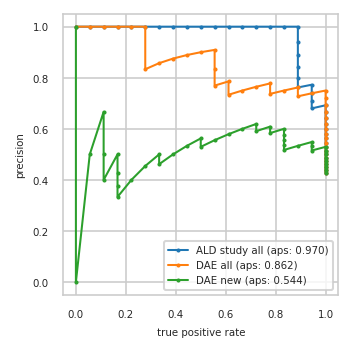 1.0
0.8
0.6
0.4
0.2
0.0
precision
ALD study all (aps: 0.970)
DAE all (aps: 0.862)
DAE new (aps: 0.544)
0.0 0.2 0.4 0.6 0.8 1.0
true positive rate